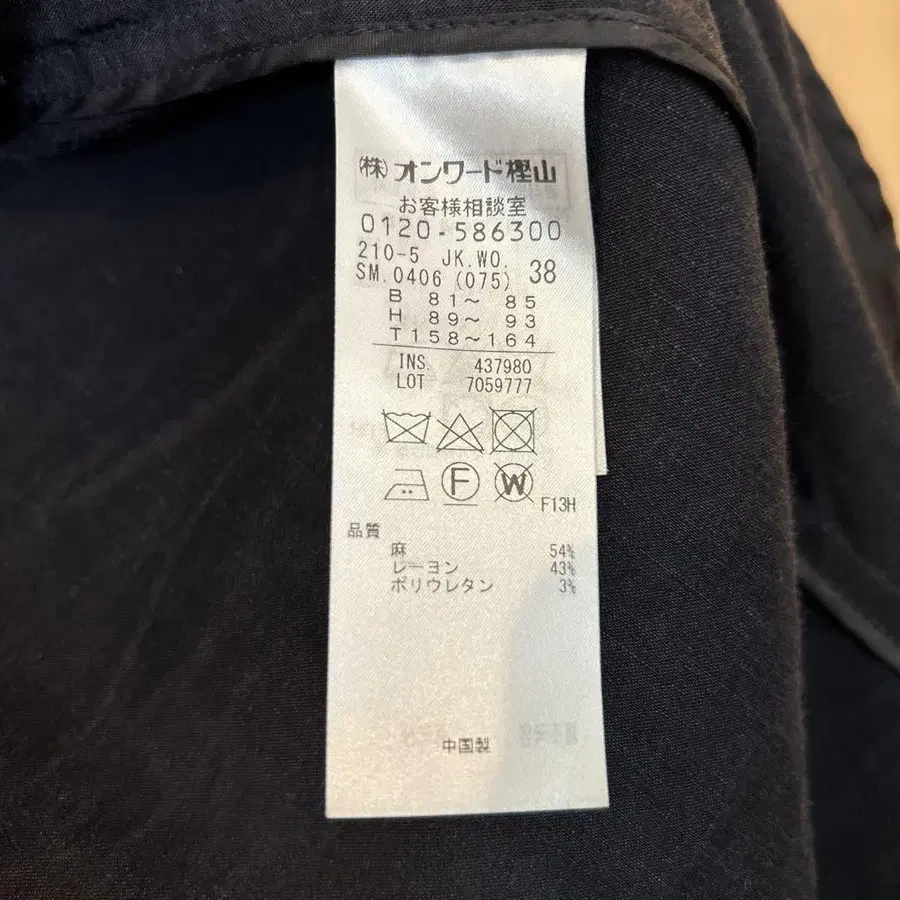 (株)オンワード樫山
お客様相談室
0120-586300
210-5 JK.WO.
SM.0406 (075) 38
B 81～ 85
H 89～ 93
T158～164
INS. 437980
LOT 7059777
F
W
F13H
品質
麻 54%
レーヨン 43%
ポリウレタン 3%
中国製